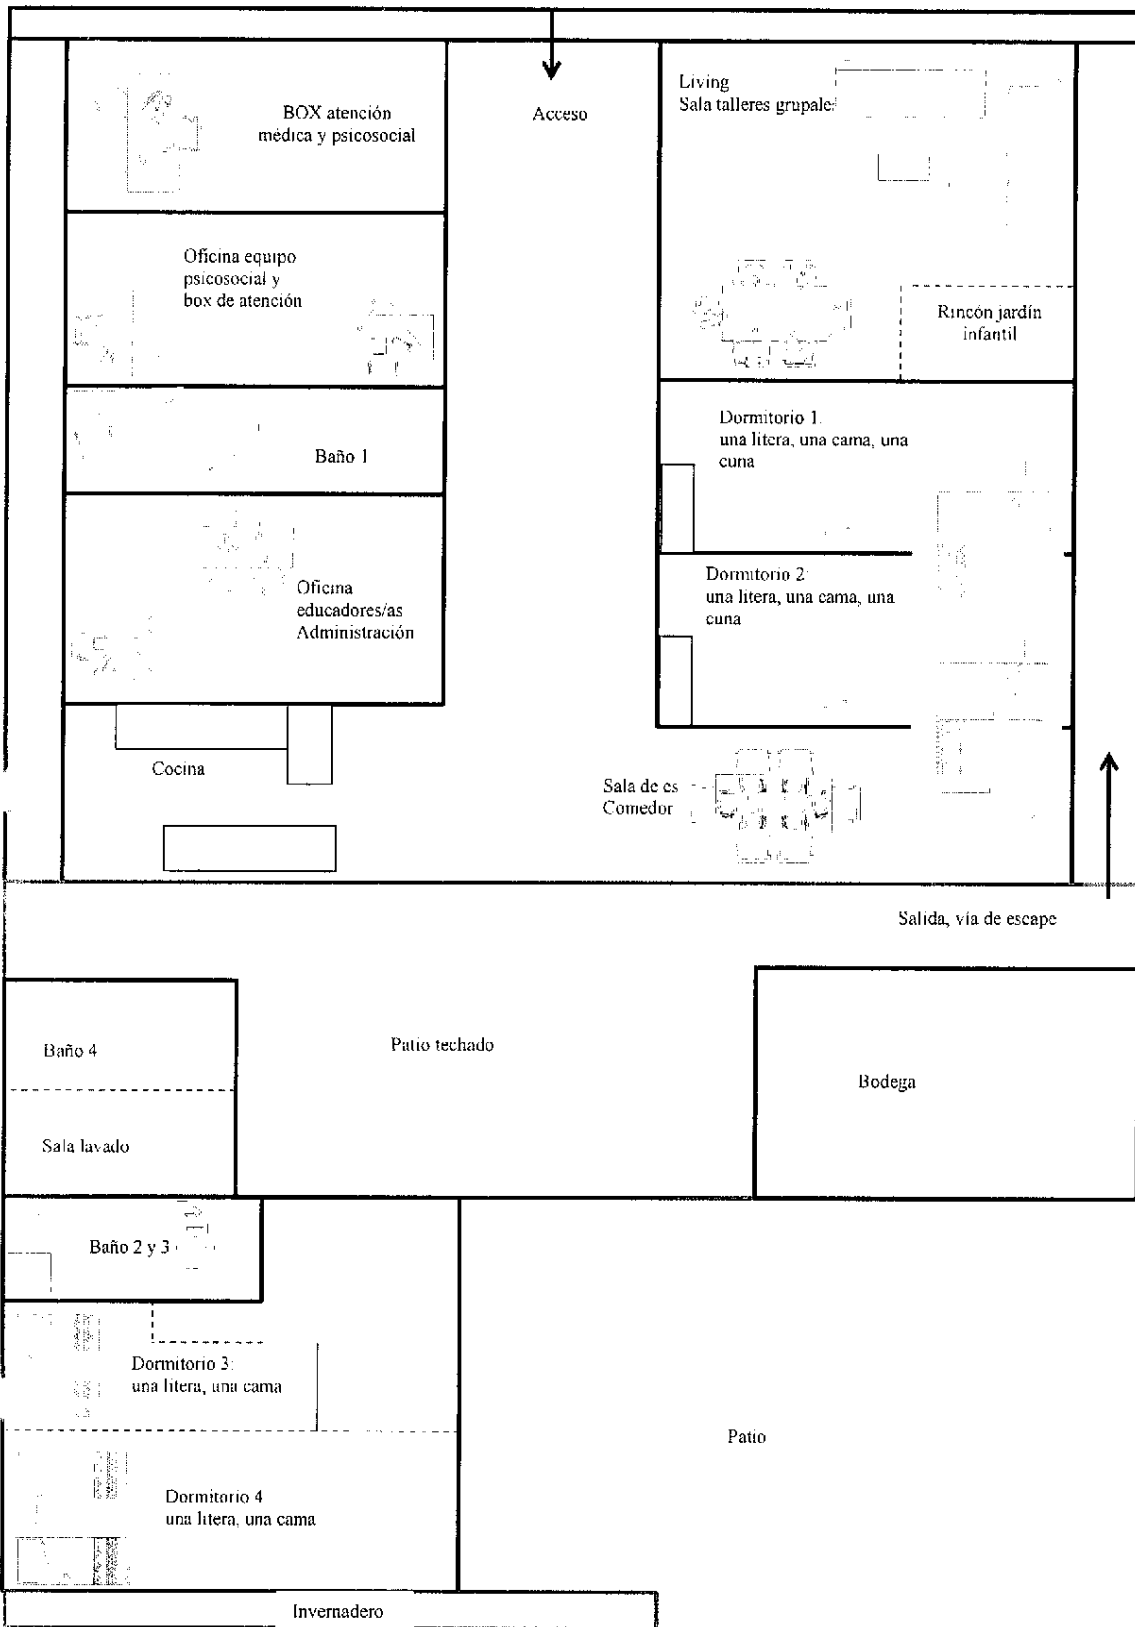 BOX atención
médica y psicosocial
Acceso
Living
Sala talleres grupale
Oficina equipo
psicosocial y
box de atención
Rincón jardín
infantil
Baño 1
Dormitorio 1:
una litera, una cama, una
cuna
Oficina
educadores/as
Administración
Dormitorio 2:
una litera, una cama, una
cuna
Cocina
Sala de es
Comedor
Salida, vía de escape
Baño 4
Patio techado
Bodega
Sala lavado
Baño 2 y 3
Dormitorio 3:
una litera, una cama
Patio
Dormitorio 4
una litera, una cama
Invernadero